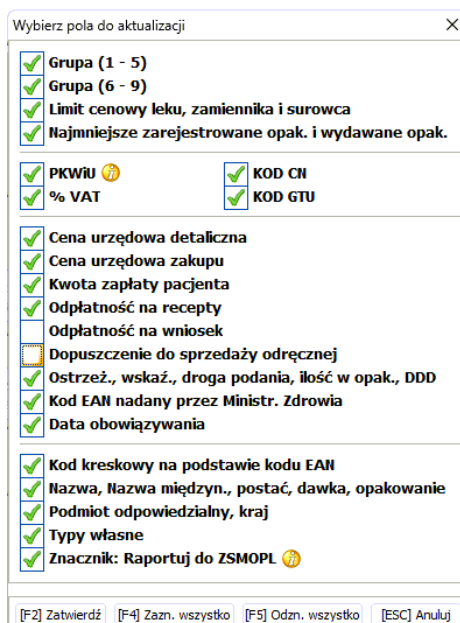 Wybierz pola do aktualizacji
Grupa (1 - 5)
Grupa (6 - 9)
Limit cenowy leku, zamiennika i surowca
Najmniejsze zarejestrowane opak. i wydawane opak.
PKWiU KOD CN
% VAT KOD GTU
Cena urzędowa detaliczna
Cena urzędowa zakupu
Kwota zapłaty pacjenta
Odpłatność na recepty
Odpłatność na wniosek
Dopuszczenie do sprzedaży odręcznej
Ostrzeż., wskaź., droga podania, ilość w opak., DDD
Kod EAN nadany przez Ministr. Zdrowia
Data obowiązywania
Kod kreskowy na podstawie kodu EAN
Nazwa, Nazwa międzyn., postać, dawka, opakowanie
Podmiot odpowiedzialny, kraj
Typy własne
Znacznik: Raportuj do ZSMOPL
[F2] Zatwierdź [F4] Zazn. wszystko [F5] Odzn. wszystko [ESC] Anuluj